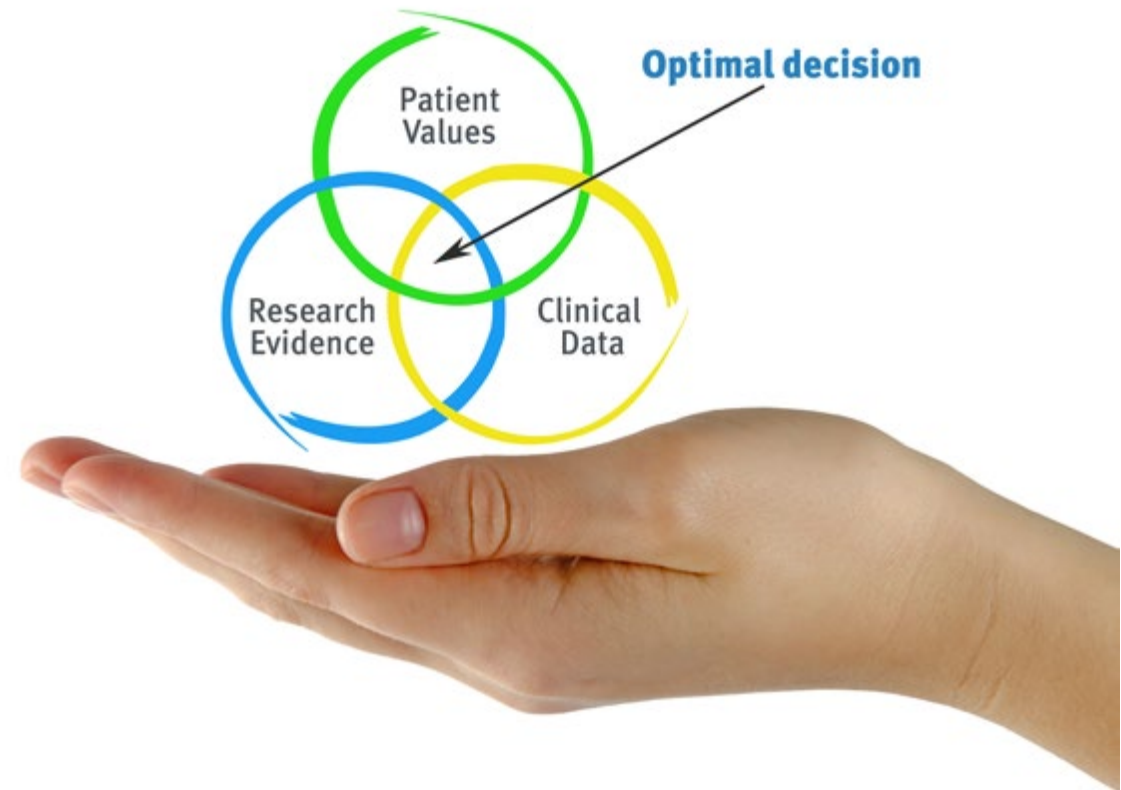 Optimal decision
Patient
Values
Research
Evidence
Clinical
Data